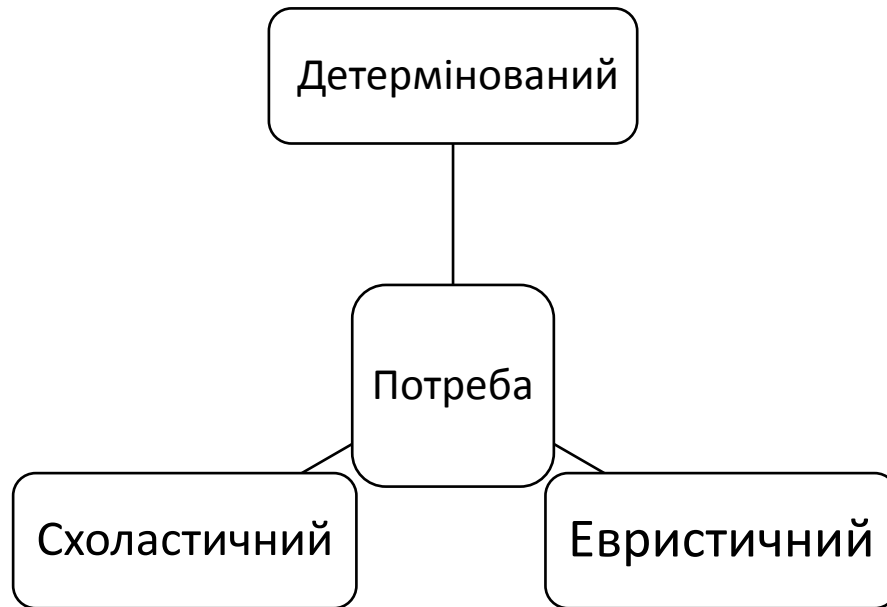 Детермінований
Потреба
Схоластичний
Евристичний